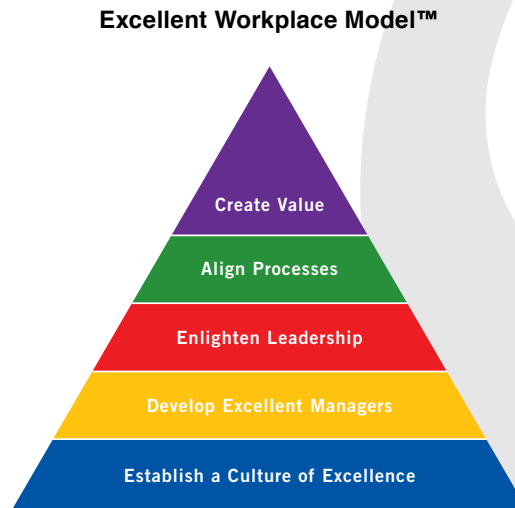 Excellent Workplace Model™
Create Value
Align Processes
Enlighten Leadership
Develop Excellent Managers
Establish a Culture of Excellence